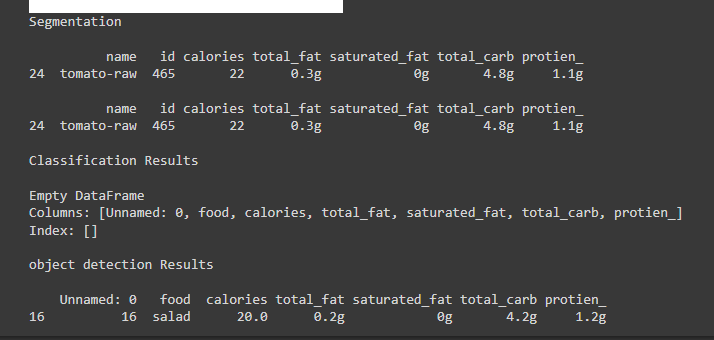 Segmentation
name id calories total_fat saturated_fat total_carb protien_
24 tomato-raw 465 22 0.3g 0g 4.8g 1.1g
name id calories total_fat saturated_fat total_carb protien_
24 tomato-raw 465 22 0.3g 0g 4.8g 1.1g
Classification Results
Empty DataFrame
Columns: [Unnamed: 0, food, calories, total_fat, saturated_fat, total_carb, protien_]
Index: []
object detection Results
Unnamed: 0 food calories total_fat saturated_fat total_carb protien_
16 16 salad 20.0 0.2g 0g 4.2g 1.2g